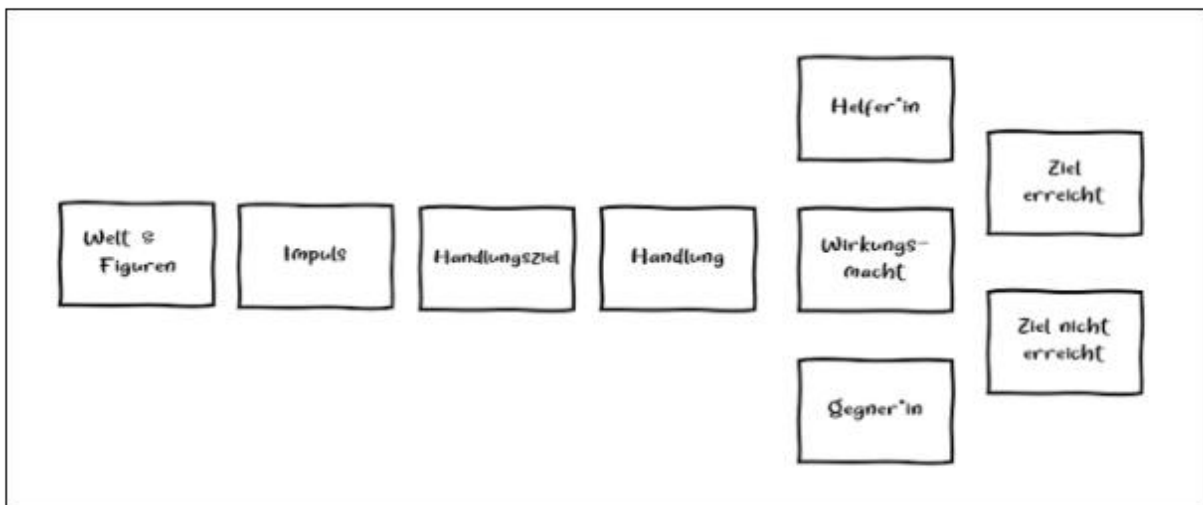 Welt &
Figuren
Impuls
Handlungsziel
Handlung
Helfer*in
Wirkungs-
macht
Gegner*in
Ziel
erreicht
Ziel nicht
erreicht